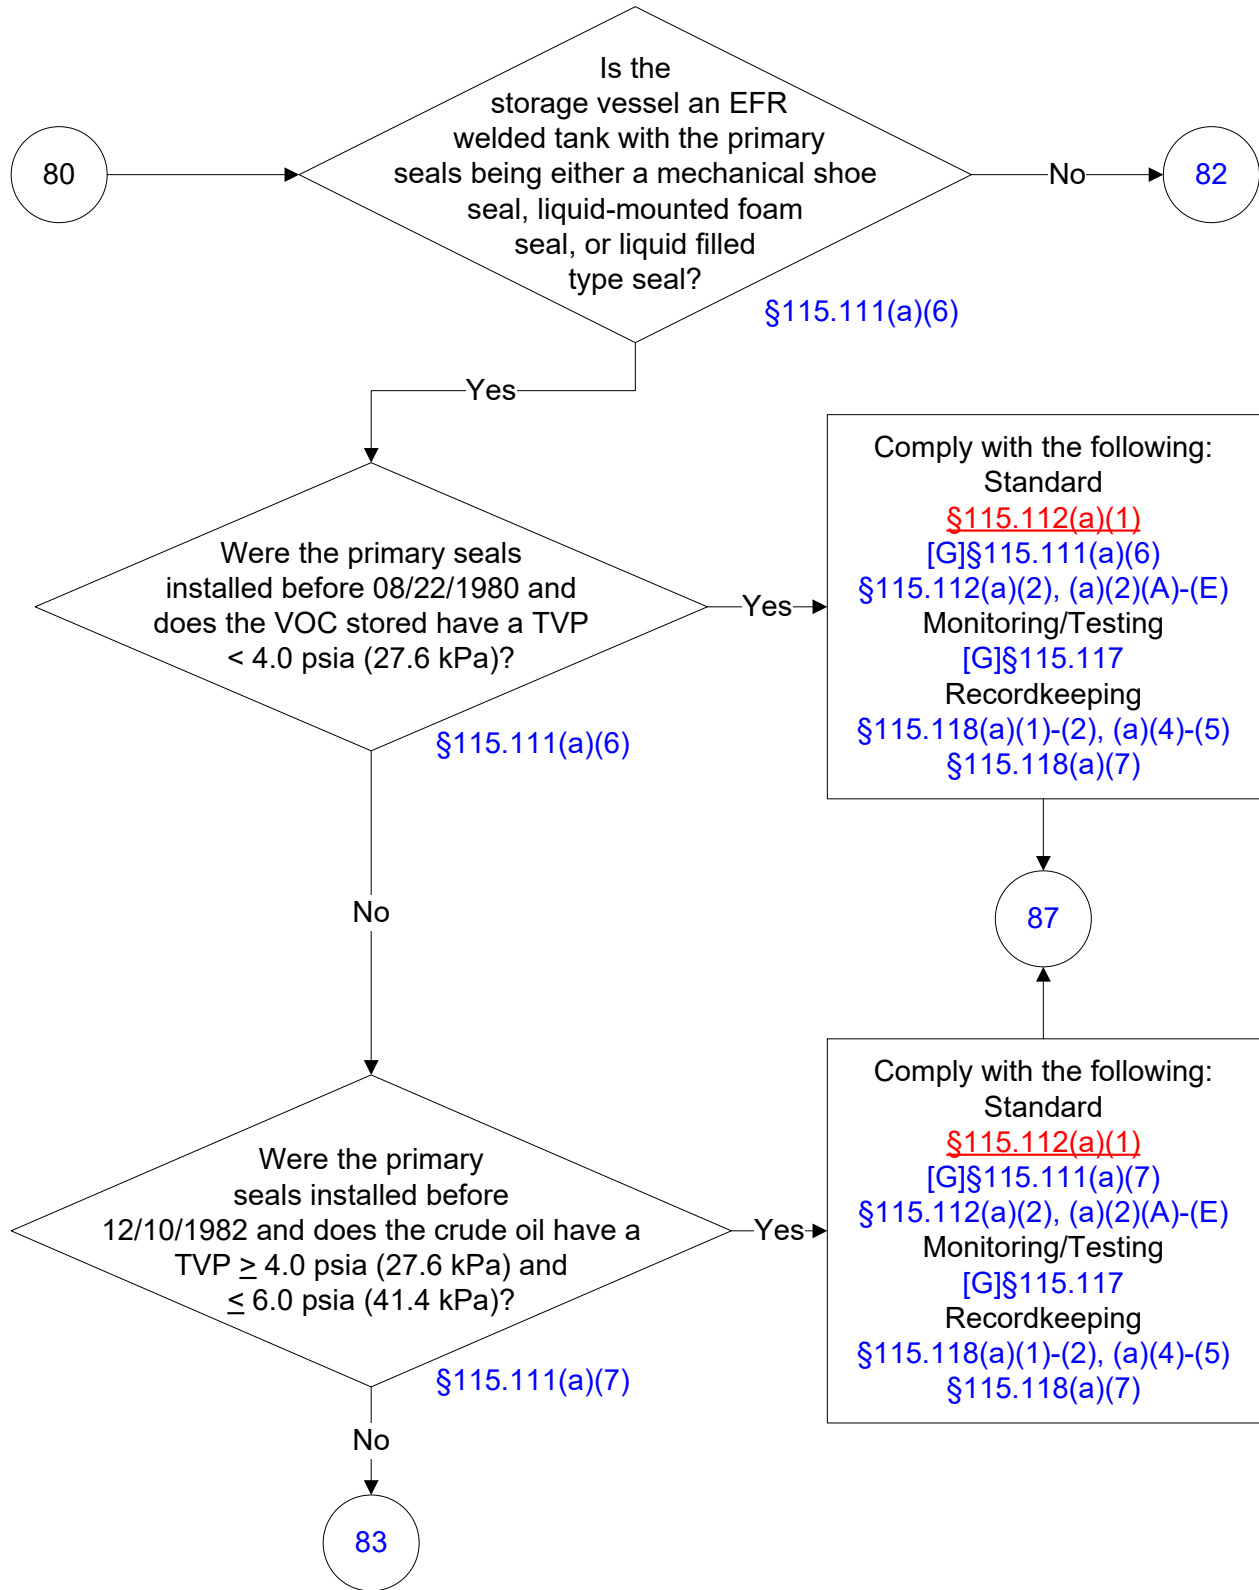 Is the
storage vessel an EFR
welded tank with the primary
seals being either a mechanical shoe
seal, liquid-mounted foam
seal, or liquid filled
type seal?
80
No
82
§115.111(a)(6)
Yes
Were the primary seals
installed before 08/22/1980 and
does the VOC stored have a TVP
< 4.0 psia (27.6 kPa)?
§115.111(a)(6)
Yes
Comply with the following:
Standard
§115.112(a)(1)
[G]§115.111(a)(6)
§115.112(a)(2), (a)(2)(A)-(E)
Monitoring/Testing
[G]§115.117
Recordkeeping
§115.118(a)(1)-(2), (a)(4)-(5)
§115.118(a)(7)
No
87
Were the primary
seals installed before
12/10/1982 and does the crude oil have a
TVP ≥ 4.0 psia (27.6 kPa) and
≤ 6.0 psia (41.4 kPa)?
§115.111(a)(7)
Yes
Comply with the following:
Standard
§115.112(a)(1)
[G]§115.111(a)(7)
§115.112(a)(2), (a)(2)(A)-(E)
Monitoring/Testing
[G]§115.117
Recordkeeping
§115.118(a)(1)-(2), (a)(4)-(5)
§115.118(a)(7)
No
83